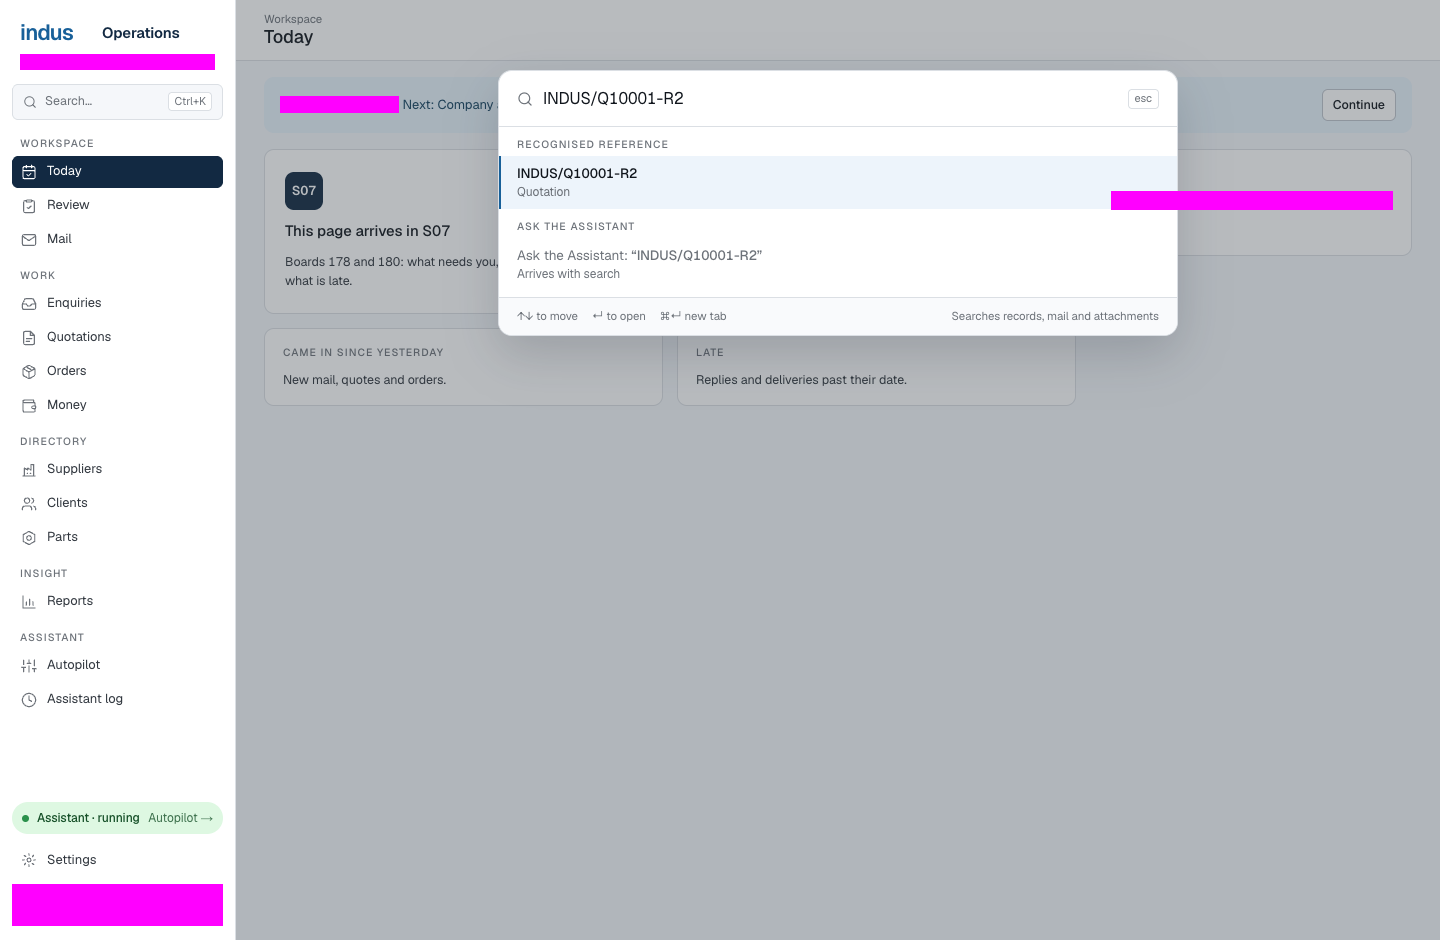 indus Operations
Search... Ctrl+K
WORKSPACE
Today
Review
Mail
WORK
Enquiries
Quotations
Orders
Money
DIRECTORY
Suppliers
Clients
Parts
INSIGHT
Reports
ASSISTANT
Autopilot
Assistant log
Assistant · running Autopilot →
Settings
Workspace
Today
Next: Company
Continue
S07
This page arrives in S07
Boards 178 and 180: what needs you,
what is late.
CAME IN SINCE YESTERDAY
New mail, quotes and orders.
LATE
Replies and deliveries past their date.
INDUS/Q10001-R2 esc
RECOGNISED REFERENCE
INDUS/Q10001-R2
Quotation
ASK THE ASSISTANT
Ask the Assistant: “INDUS/Q10001-R2”
Arrives with search
↑↓ to move ↵ to open ⌘↵ new tab Searches records, mail and attachments